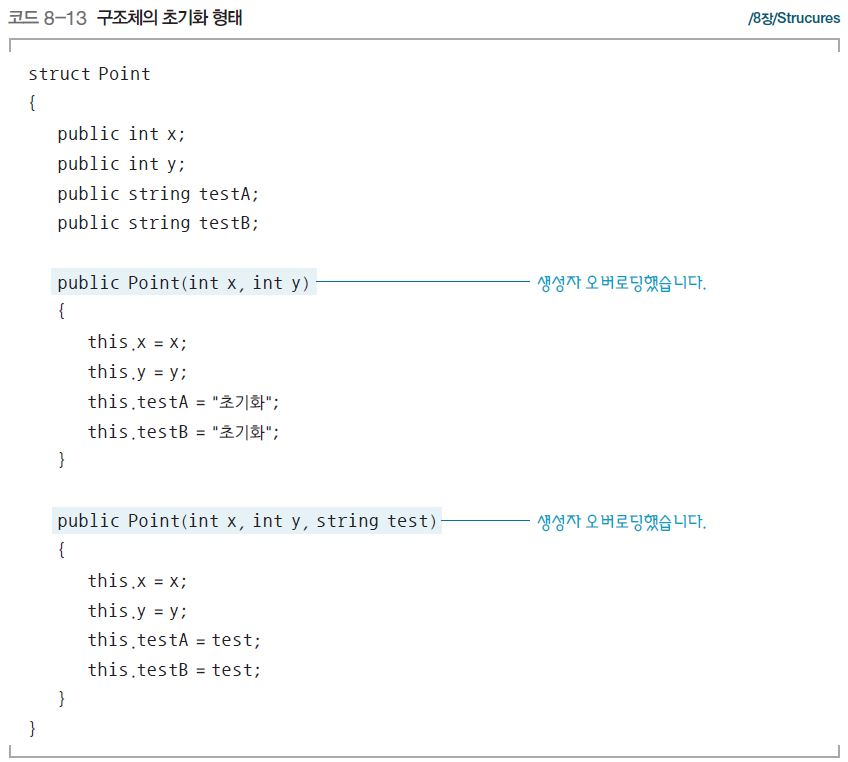 코드 8-13 구조체의 초기화 형태 /8장/Strucures
struct Point
{
public int x;
public int y;
public string testA;
public string testB;
public Point(int x, int y) 생성자 오버로딩했습니다.
{
this.x = x;
this.y = y;
this.testA = "초기화";
this.testB = "초기화";
}
public Point(int x, int y, string test) 생성자 오버로딩했습니다.
{
this.x = x;
this.y = y;
this.testA = test;
this.testB = test;
}
}